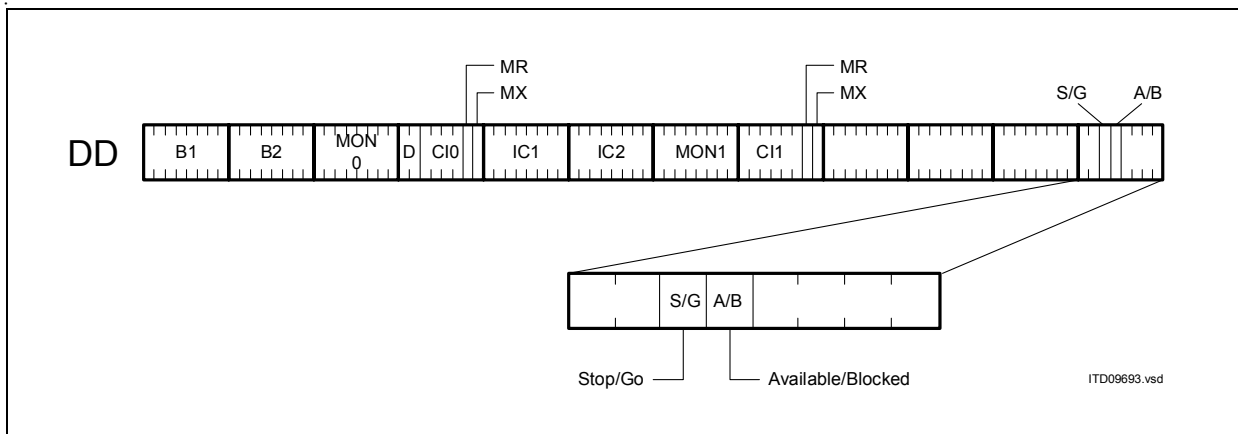 .
MR
MX
MR
MX
S/G A/B
DD B1 B2 MON 0 D CI0 IC1 IC2 MON1 CI1
S/G A/B
Stop/Go Available/Blocked
ITD09693.vsd